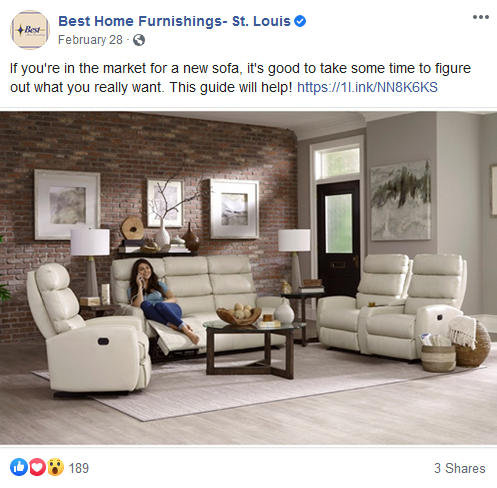 Best
Best Home Furnishings- St. Louis
February 28 ·
If you're in the market for a new sofa, it's good to take some time to figure
out what you really want. This guide will help! https://1l.ink/NN8K6KS
189
3 Shares